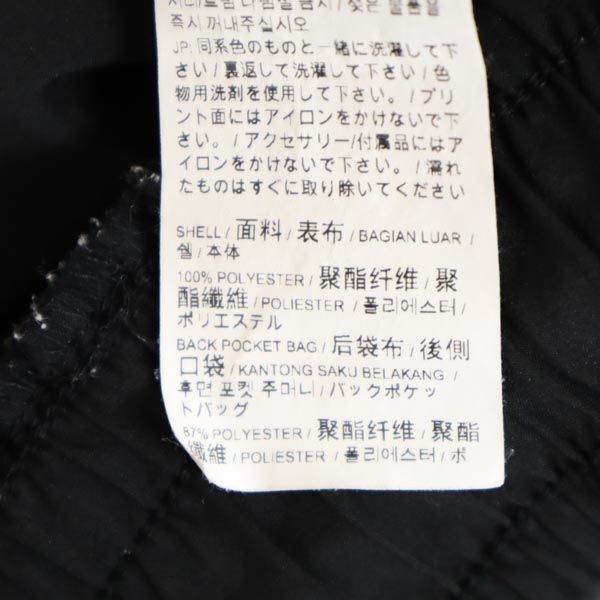 즉시 꺼내주십시오
JP: 同系色のものと一緒に洗濯して下
さい / 裏返して洗濯して下さい / 色
物用洗剤を使用して下さい。 / プリ
ント面にはアイロンをかけないで下
さい。 / アクセサリー/付属品にはア
イロンをかけないで下さい。 / 濡れ
たものはすぐに取り除いてください
SHELL / 面料 / 表布 / BAGIAN LUAR /
쉘 / 本体
100% POLYESTER / 聚酯纤维 / 聚
酯纖維 / POLIESTER / 폴리에스터 /
ポリエステル
BACK POCKET BAG / 后袋布 / 後側
口袋 / KANTONG SAKU BELAKANG /
후면 포켓 주머니 / バックポケッ
トバッグ
87% POLYESTER / 聚酯纤维 / 聚酯
纖維 / POLIESTER / 폴리에스터 / ポ